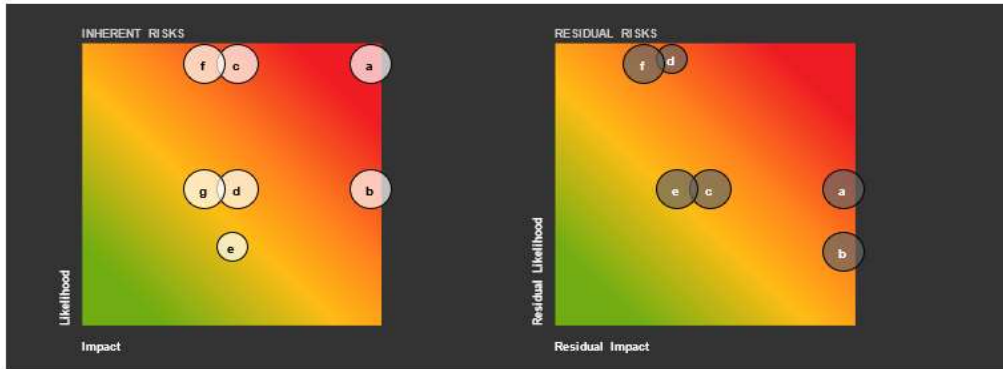 INHERENT RISKS
f c a
g d b
e
Likelihood
Impact
RESIDUAL RISKS
f d
e c a
b
Residual Likelihood
Residual Impact